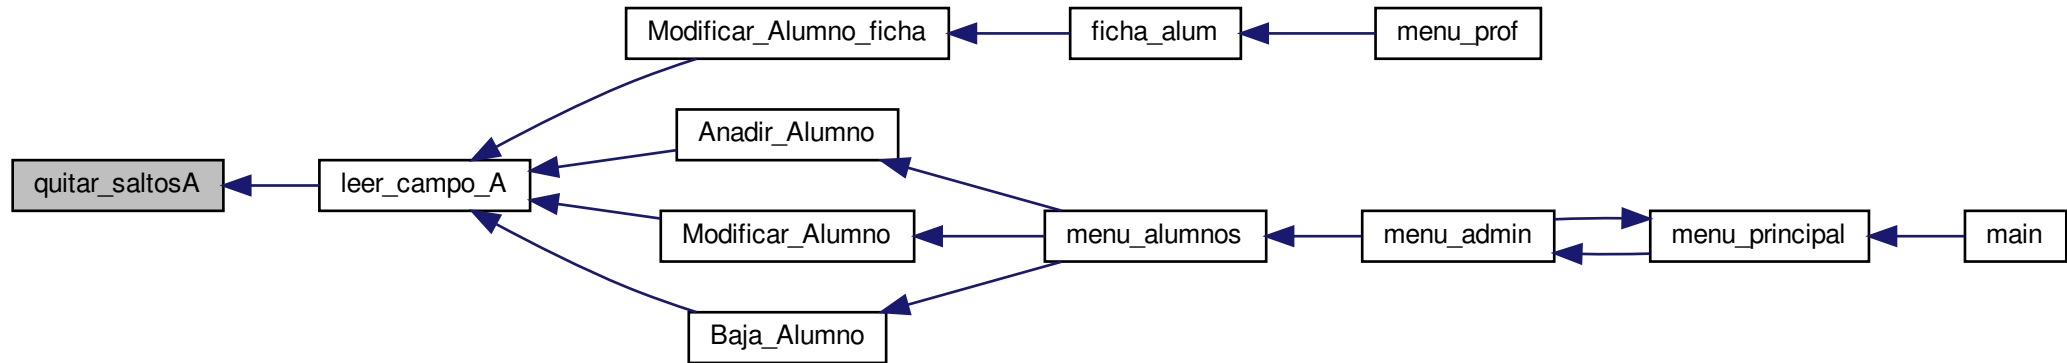 Modificar_Alumno_ficha
ficha_alum
menu_prof
Anadir_Alumno
quitar_saltosA
leer_campo_A
Modificar_Alumno
menu_alumnos
menu_admin
menu_principal
main
Baja_Alumno